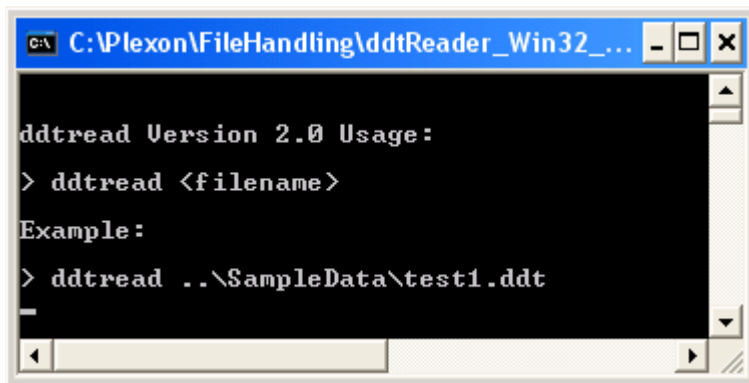 C:\Plexon\FileHandling\ddtReader_Win32_...
ddtread Version 2.0 Usage:
> ddtread <filename>
Example:
> ddtread ..\SampleData\test1.ddt